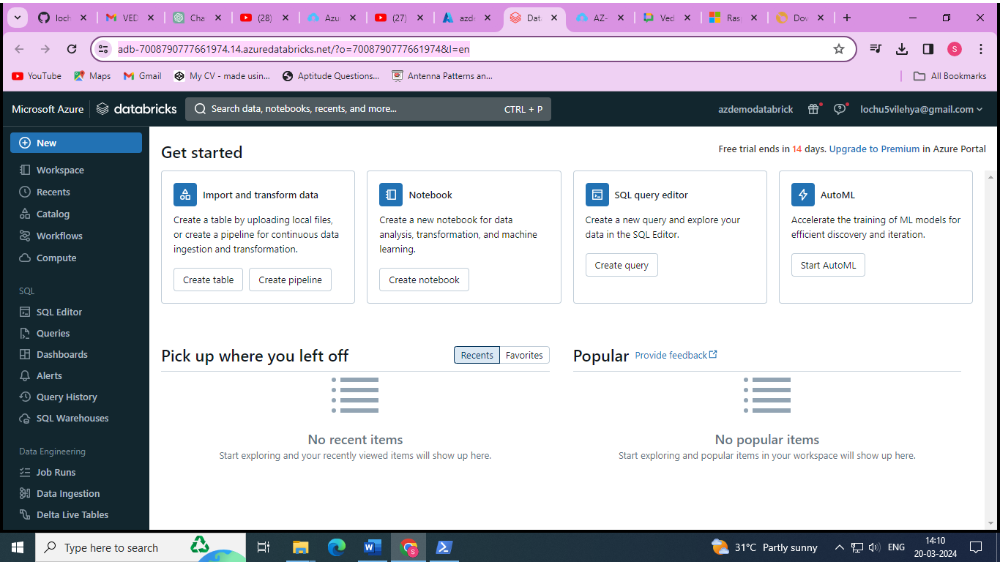 loch
VED
Cha
(28)
Azu
(27)
azde
Dat
AZ-
Ved
Ras
Dov
adb-7008790777661974.14.azuredatabricks.net/?o=7008790777661974&l=en
S
YouTube
Maps
Gmail
My CV - made usin...
Aptitude Questions...
Antenna Patterns an...
All Bookmarks
Microsoft Azure
databricks
Search data, notebooks, recents, and more...
CTRL + P
azdemodatabrick
lochu5vilehya@gmail.com
New
Workspace
Recents
Catalog
Workflows
Compute
SQL
SQL Editor
Queries
Dashboards
Alerts
Query History
SQL Warehouses
Data Engineering
Job Runs
Data Ingestion
Delta Live Tables
Get started
Free trial ends in 14 days. Upgrade to Premium in Azure Portal
Import and transform data
Create a table by uploading local files,
or create a pipeline for continuous data
ingestion and transformation.
Create table
Create pipeline
Notebook
Create a new notebook for data
analysis, transformation, and machine
learning.
Create notebook
SQL query editor
Create a new query and explore your
data in the SQL Editor.
Create query
AutoML
Accelerate the training of ML models for
efficient discovery and iteration.
Start AutoML
Pick up where you left off
Recents
Favorites
No recent items
Start exploring and your recently viewed items will show up here.
Popular
Provide feedback
No popular items
Start exploring and popular items in your workspace will show up here.
Type here to search
31°C Partly sunny
ENG
14:10
20-03-2024